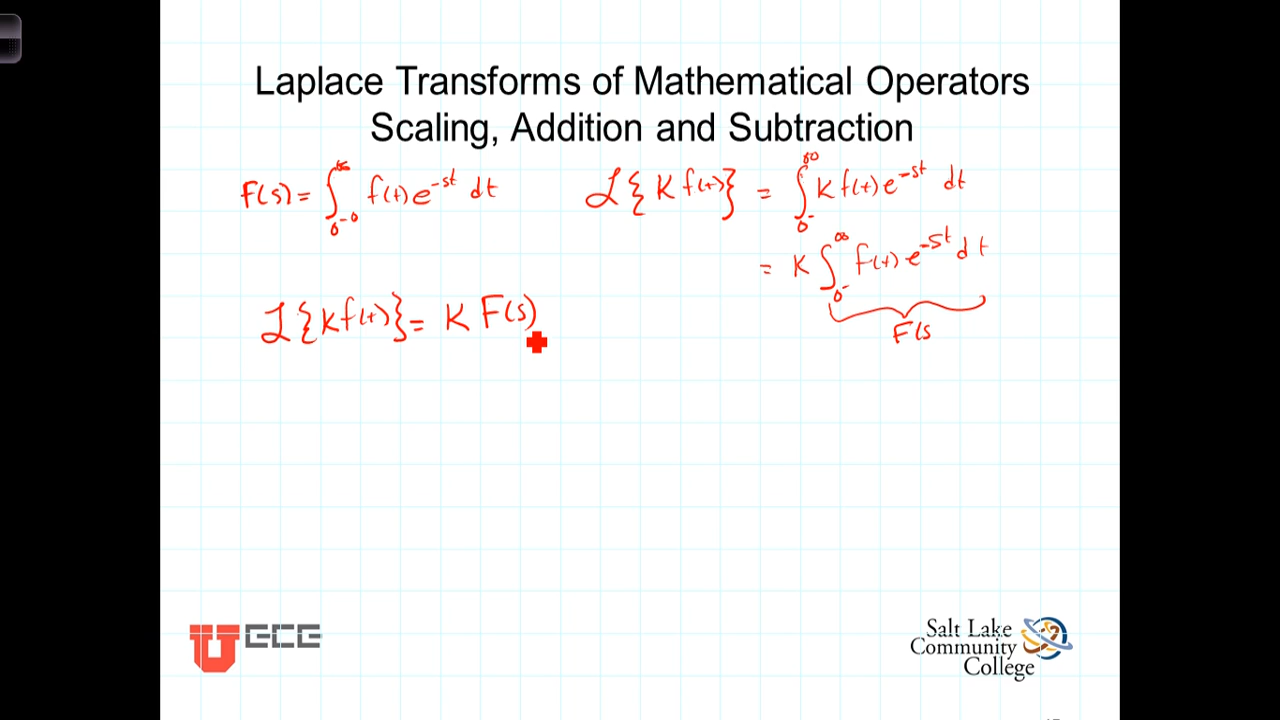 Laplace Transforms of Mathematical Operators
Scaling, Addition and Subtraction
F(s) = ∫₀⁻⁰^∞ f(t) e^-st dt
ℒ{K f(t)} = ∫₀⁻^∞ K f(t) e^-st dt
= K ∫₀⁻^∞ f(t) e^-st dt
F(s
ℒ{K f(t)} = K F(s)
U ECE
Salt Lake
Community
College